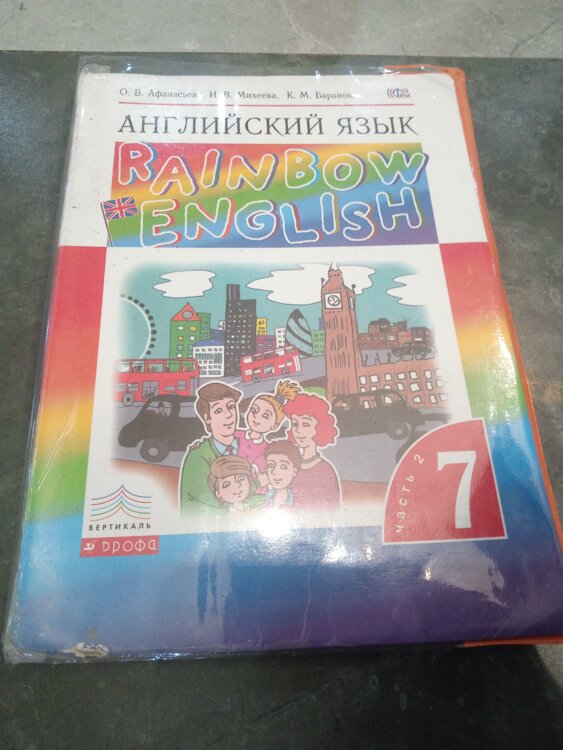 О. В. Афанасьева, И. В. Михеева, К. М. Баранова
АНГЛИЙСКИЙ ЯЗЫК
RAINBOW
ENGLISH
часть 2
7
ВЕРТИКАЛЬ
дрофа